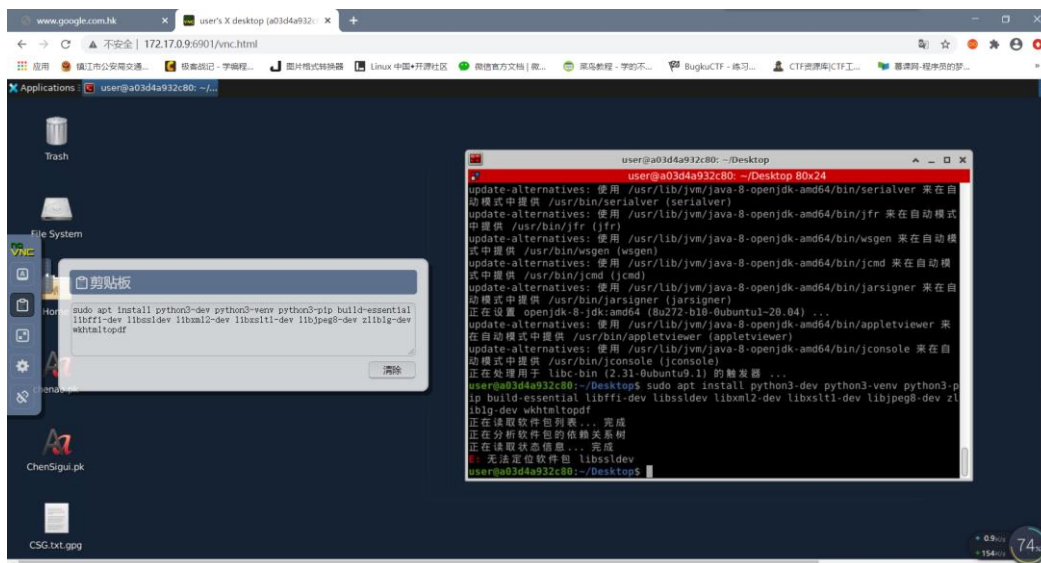 www.google.com.hk
user's X desktop (a03d4a932c
不安全 | 172.17.0.9:6901/vnc.html
应用 镇江市公安局交通... 极客战记 - 学编程... 图片格式转换器 Linux 中国◆开源社区 微信官方文档 | 微... 菜鸟教程 - 学的不... BugkuCTF - 练习... CTF资源库|CTF工... 慕课网-程序员的梦...
Applications user@a03d4a932c80: ~/...
Trash
File System
VNC
Home
ChenSigui.pk
CSG.txt.gpg
剪贴板
sudo apt install python3-dev python3-venv python3-pip build-essential
libffi-dev libssldev libxml2-dev libxslt1-dev libjpeg8-dev zlib1g-dev
wkhtmltopdf
清除
user@a03d4a932c80: ~/Desktop
user@a03d4a932c80: ~/Desktop 80x24
update-alternatives: 使用 /usr/lib/jvm/java-8-openjdk-amd64/bin/serialver 来在自
动模式中提供 /usr/bin/serialver (serialver)
update-alternatives: 使用 /usr/lib/jvm/java-8-openjdk-amd64/bin/jfr 来在自动模式
中提供 /usr/bin/jfr (jfr)
update-alternatives: 使用 /usr/lib/jvm/java-8-openjdk-amd64/bin/wsgen 来在自动模
式中提供 /usr/bin/wsgen (wsgen)
update-alternatives: 使用 /usr/lib/jvm/java-8-openjdk-amd64/bin/jcmd 来在自动模
式中提供 /usr/bin/jcmd (jcmd)
update-alternatives: 使用 /usr/lib/jvm/java-8-openjdk-amd64/bin/jarsigner 来在自
动模式中提供 /usr/bin/jarsigner (jarsigner)
正在设置 openjdk-8-jdk:amd64 (8u272-b10-0ubuntu1~20.04) ...
update-alternatives: 使用 /usr/lib/jvm/java-8-openjdk-amd64/bin/appletviewer 来
在自动模式中提供 /usr/bin/appletviewer (appletviewer)
update-alternatives: 使用 /usr/lib/jvm/java-8-openjdk-amd64/bin/jconsole 来在自
动模式中提供 /usr/bin/jconsole (jconsole)
正在处理用于 libc-bin (2.31-0ubuntu9.1) 的触发器 ...
user@a03d4a932c80:~/Desktop$ sudo apt install python3-dev python3-venv python3-p
ip build-essential libffi-dev libssldev libxml2-dev libxslt1-dev libjpeg8-dev zl
ib1g-dev wkhtmltopdf
正在读取软件包列表... 完成
正在分析软件包的依赖关系树
正在读取状态信息... 完成
E: 无法定位软件包 libssldev
user@a03d4a932c80:~/Desktop$
0.9K/s
154K/s
74%